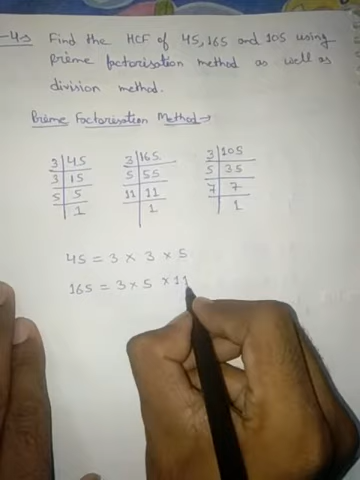 -4s Find the HCF of 45, 165 and 105 using
Prime factorisation method as well as
division method.
Prime Factorisation Method→
3 | 45
3 | 15
5 | 5
1
3 | 165
5 | 55
11 | 11
1
3 | 105
5 | 35
7 | 7
1
45 = 3 × 3 × 5
165 = 3 × 5 × 11